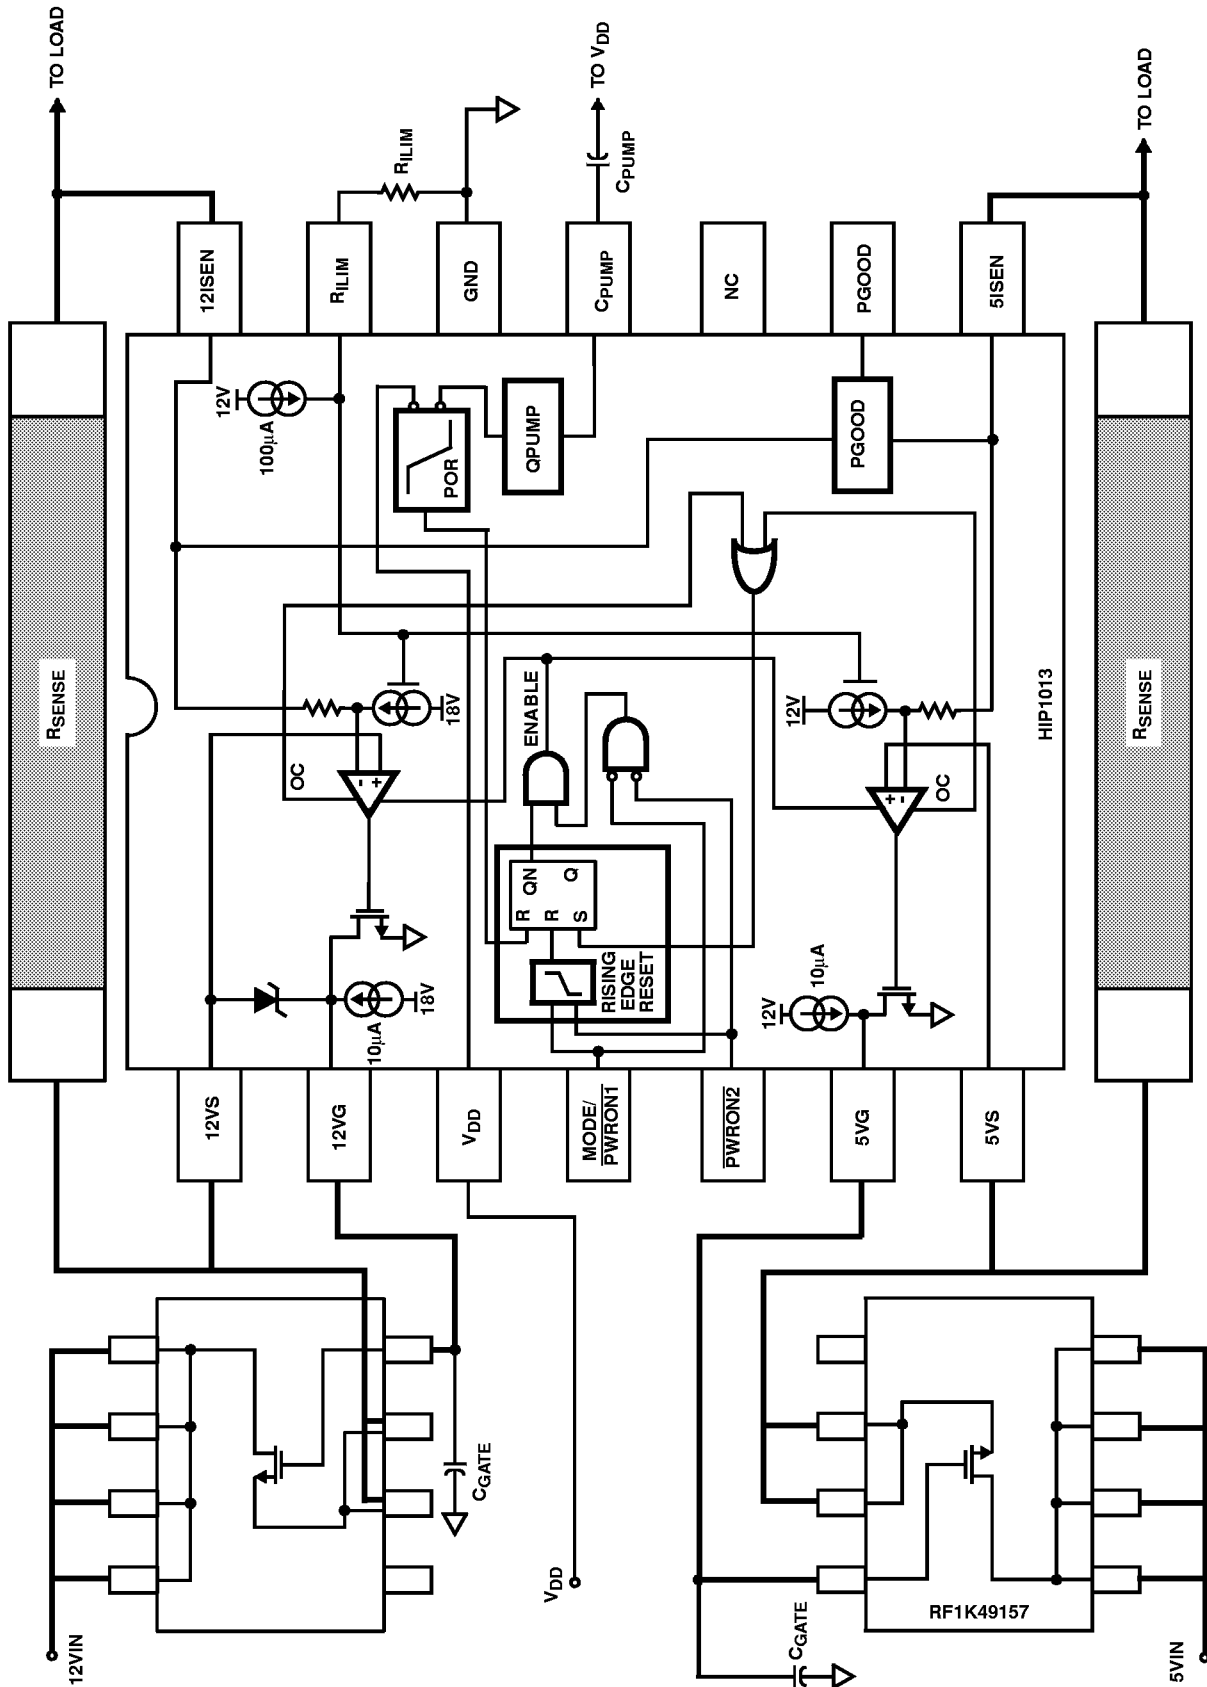 TO LOAD
TO VDD
TO LOAD
RILIM
CPUMP
12ISEN
RILIM
GND
CPUMP
NC
PGOOD
5ISEN
12V
100µA
POR
QPUMP
PGOOD
RSENSE
18V
ENABLE
12V
HIP1013
RSENSE
OC
- +
+ -
OC
QN
Q
R
R
S
RISING
EDGE
RESET
10µA
18V
12V
10µA
12VS
12VG
VDD
MODE/
PWRON1
PWRON2
5VG
5VS
CGATE
VDD
CGATE
RF1K49157
12VIN
5VIN